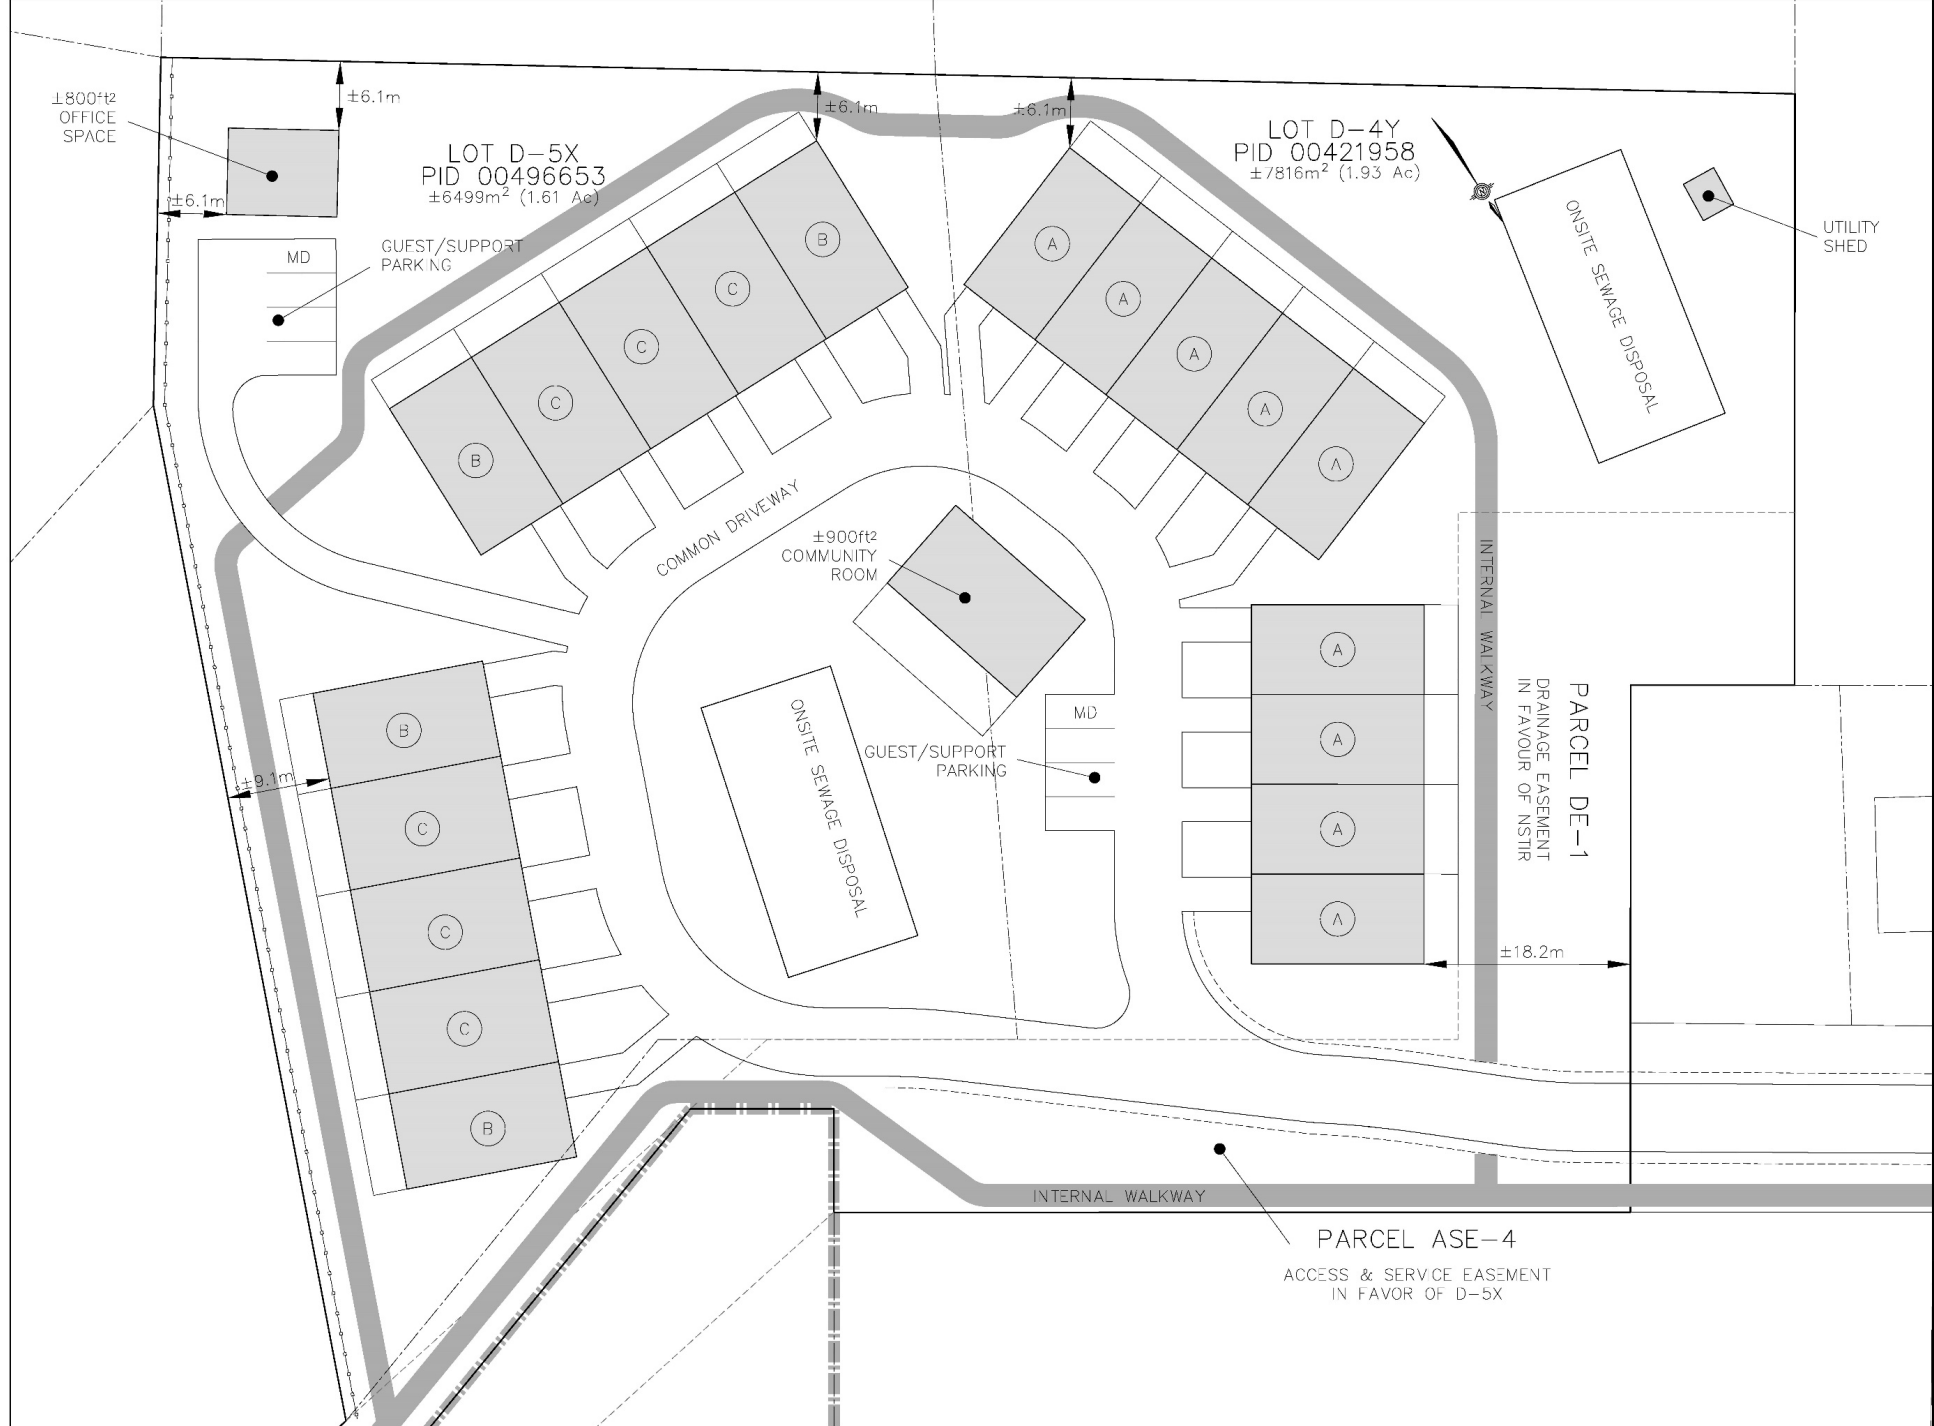 ±800ft²
OFFICE
SPACE
±6.1m
±6.1m
±6.1m
±6.1m
LOT D-5X
PID 00496653
±6499m² (1.61 Ac)
LOT D-4Y
PID 00421958
±7816m² (1.93 Ac)
N
UTILITY
SHED
ONSITE SEWAGE DISPOSAL
GUEST/SUPPORT
PARKING
MD
B
C
C
C
B
A
A
A
A
A
COMMON DRIVEWAY
±900ft²
COMMUNITY
ROOM
INTERNAL WALKWAY
A
A
A
A
PARCEL DE-1
DRAINAGE EASEMENT
IN FAVOUR OF NSTIR
MD
GUEST/SUPPORT
PARKING
ONSITE SEWAGE DISPOSAL
B
C
C
C
B
±9.1m
±18.2m
INTERNAL WALKWAY
PARCEL ASE-4
ACCESS & SERVICE EASEMENT
IN FAVOR OF D-5X